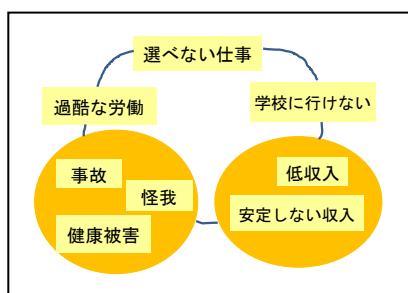 選べない仕事
過酷な労働
学校に行けない
事故
怪我
健康被害
低収入
安定しない収入